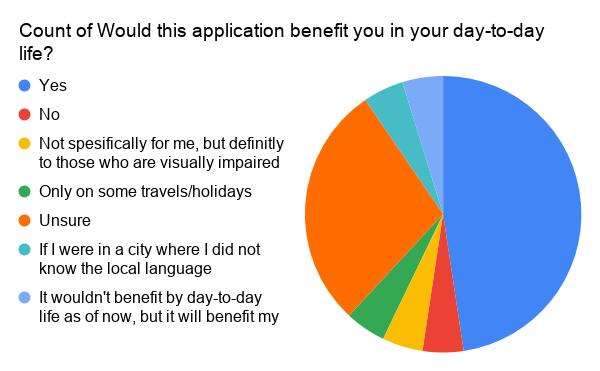 Count of Would this application benefit you in your day-to-day
life?
Yes
No
Not spesifically for me, but definitly
to those who are visually impaired
Only on some travels/holidays
Unsure
If I were in a city where I did not
know the local language
It wouldn't benefit by day-to-day
life as of now, but it will benefit my